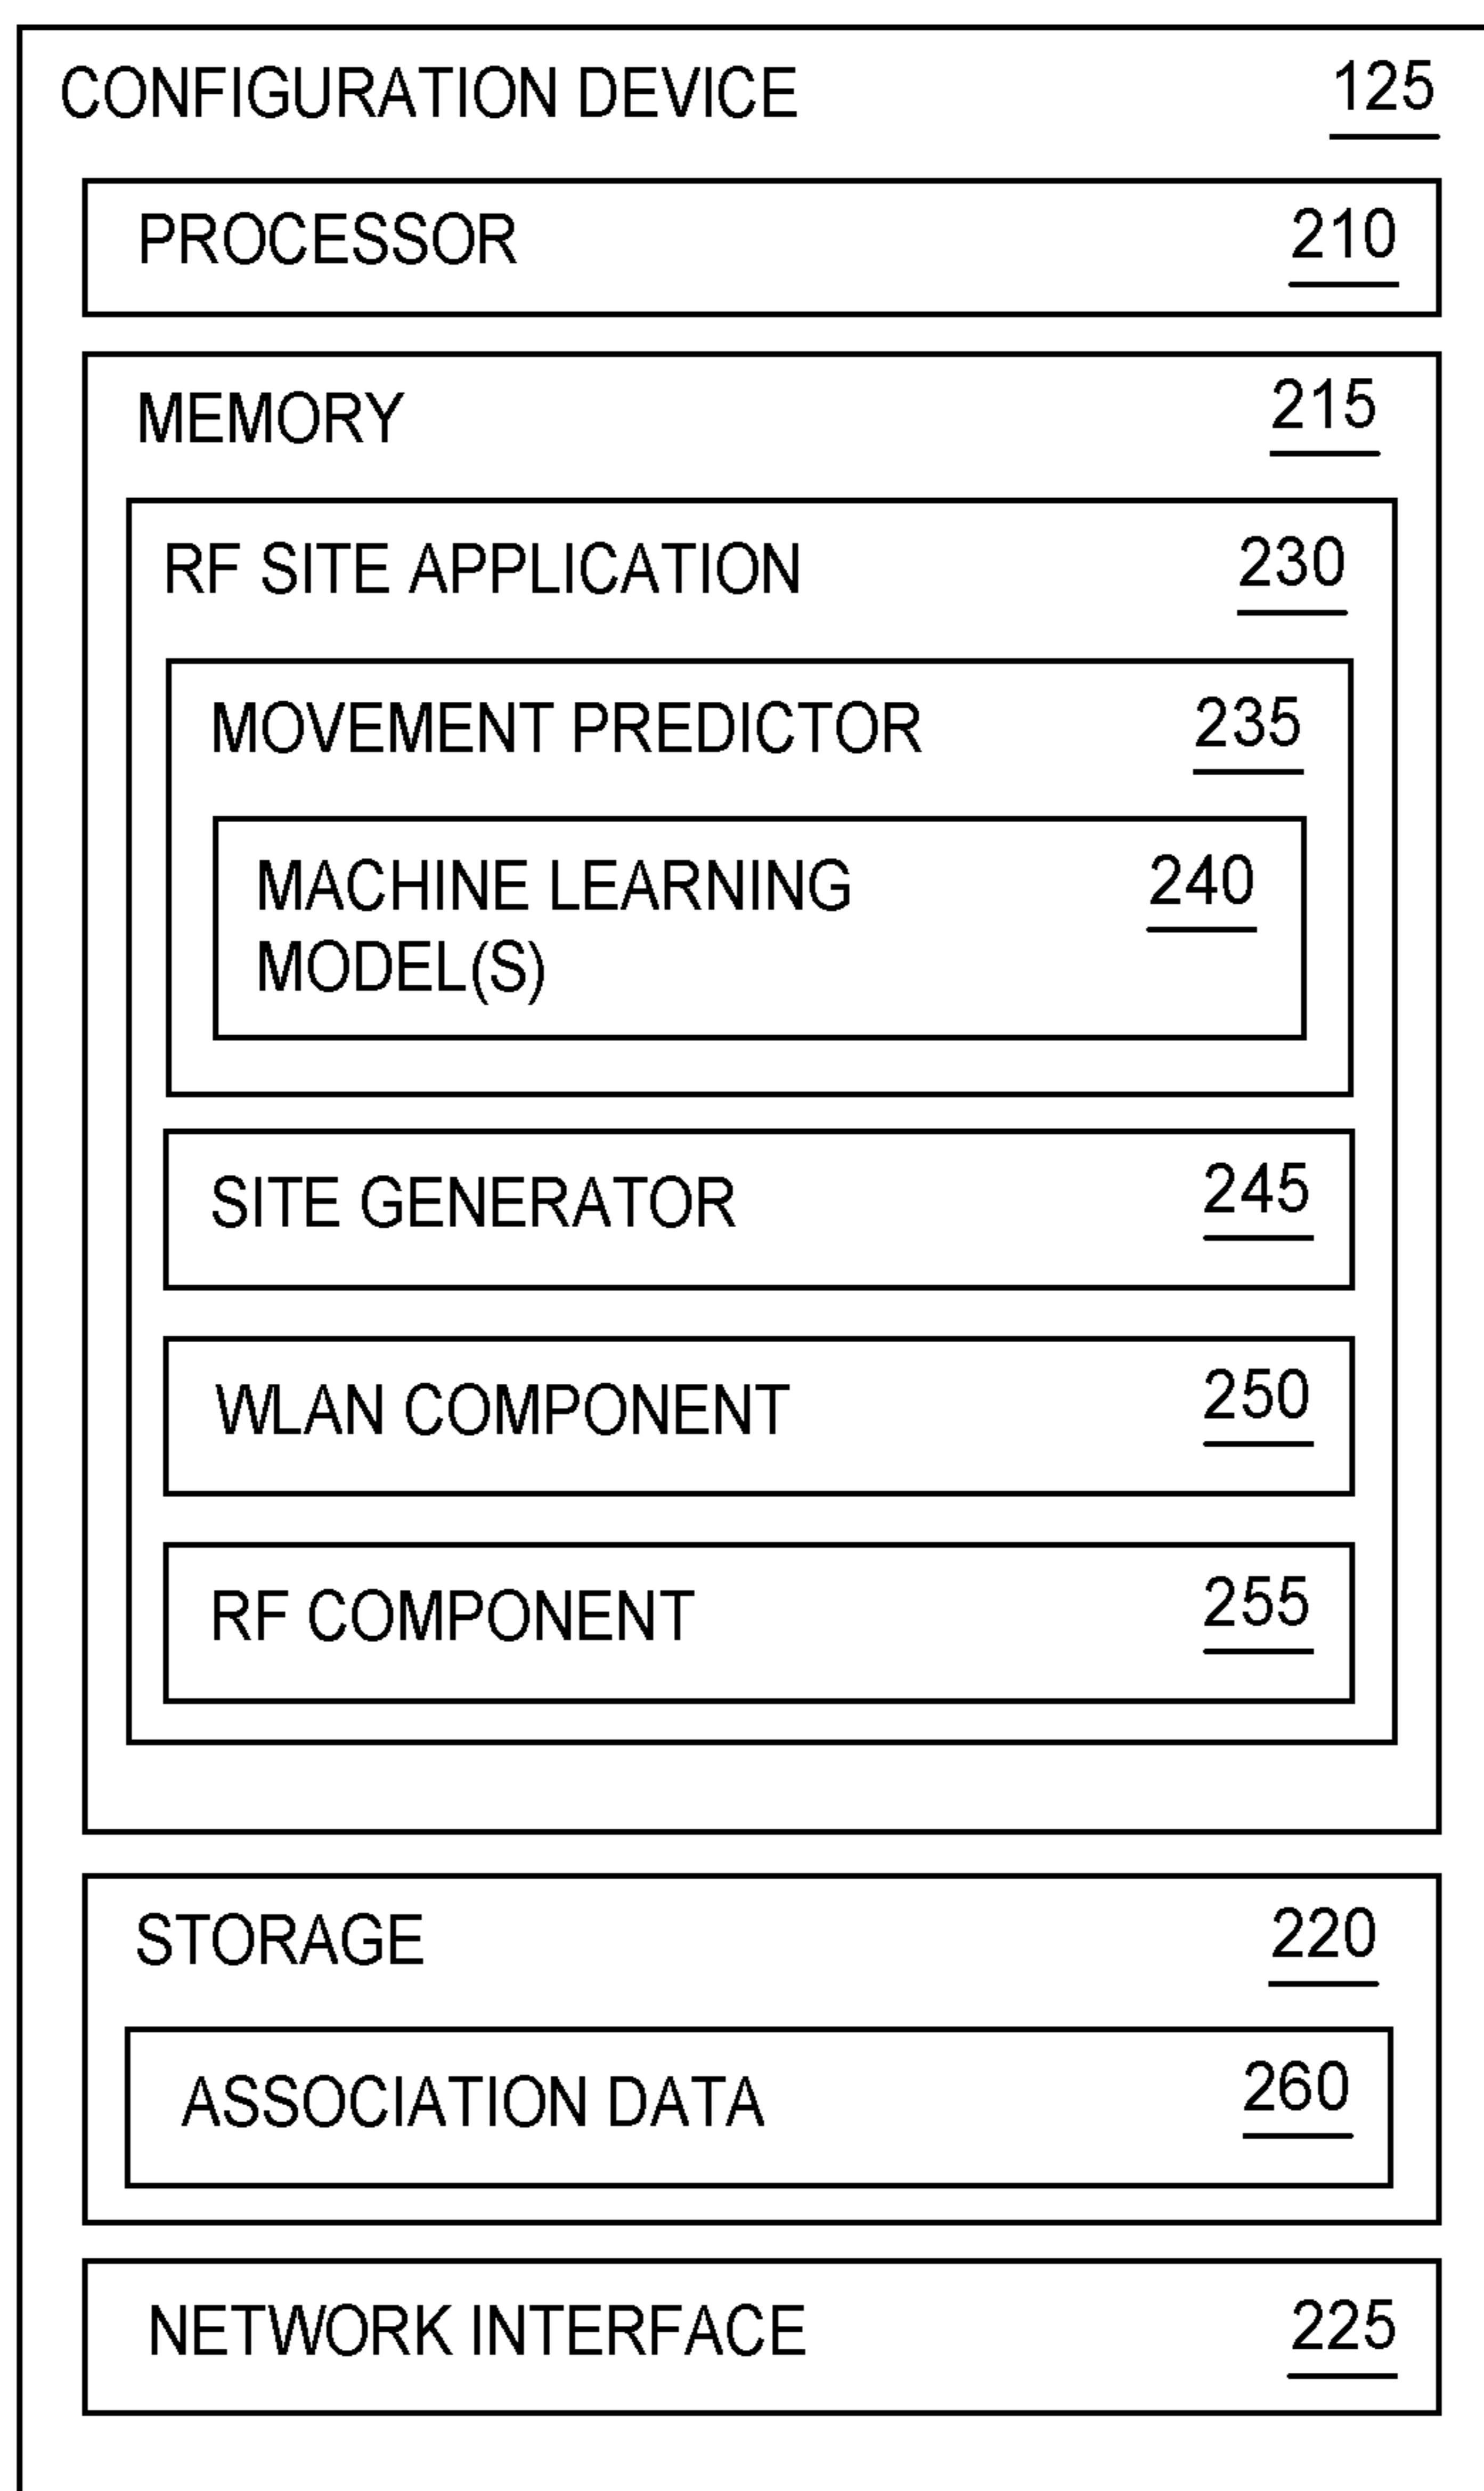 CONFIGURATION DEVICE 125
PROCESSOR 210
MEMORY 215
RF SITE APPLICATION 230
MOVEMENT PREDICTOR 235
MACHINE LEARNING 240
MODEL(S)
SITE GENERATOR 245
WLAN COMPONENT 250
RF COMPONENT 255
STORAGE 220
ASSOCIATION DATA 260
NETWORK INTERFACE 225